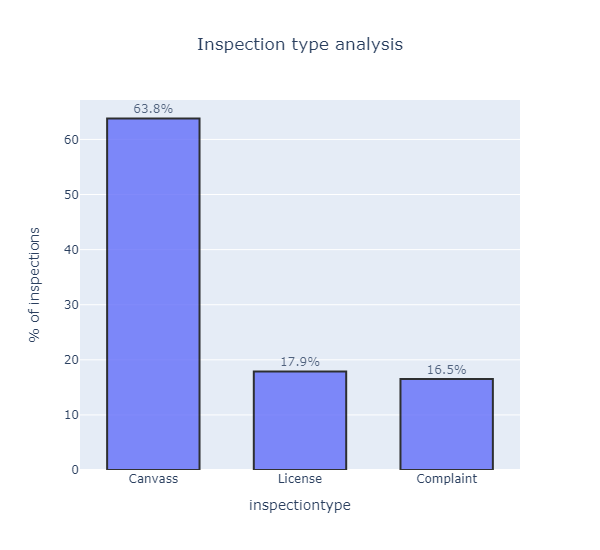 Inspection type analysis
63.8%
17.9%
16.5%
60
50
40
30
20
10
0
% of inspections
Canvass
License
Complaint
inspectiontype